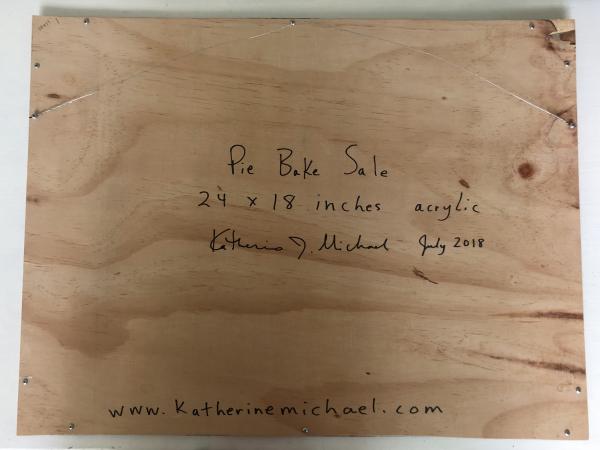 Pie Bake Sale
24 x 18 inches acrylic
Katherine J. Michael July 2018
www.katherinemichael.com